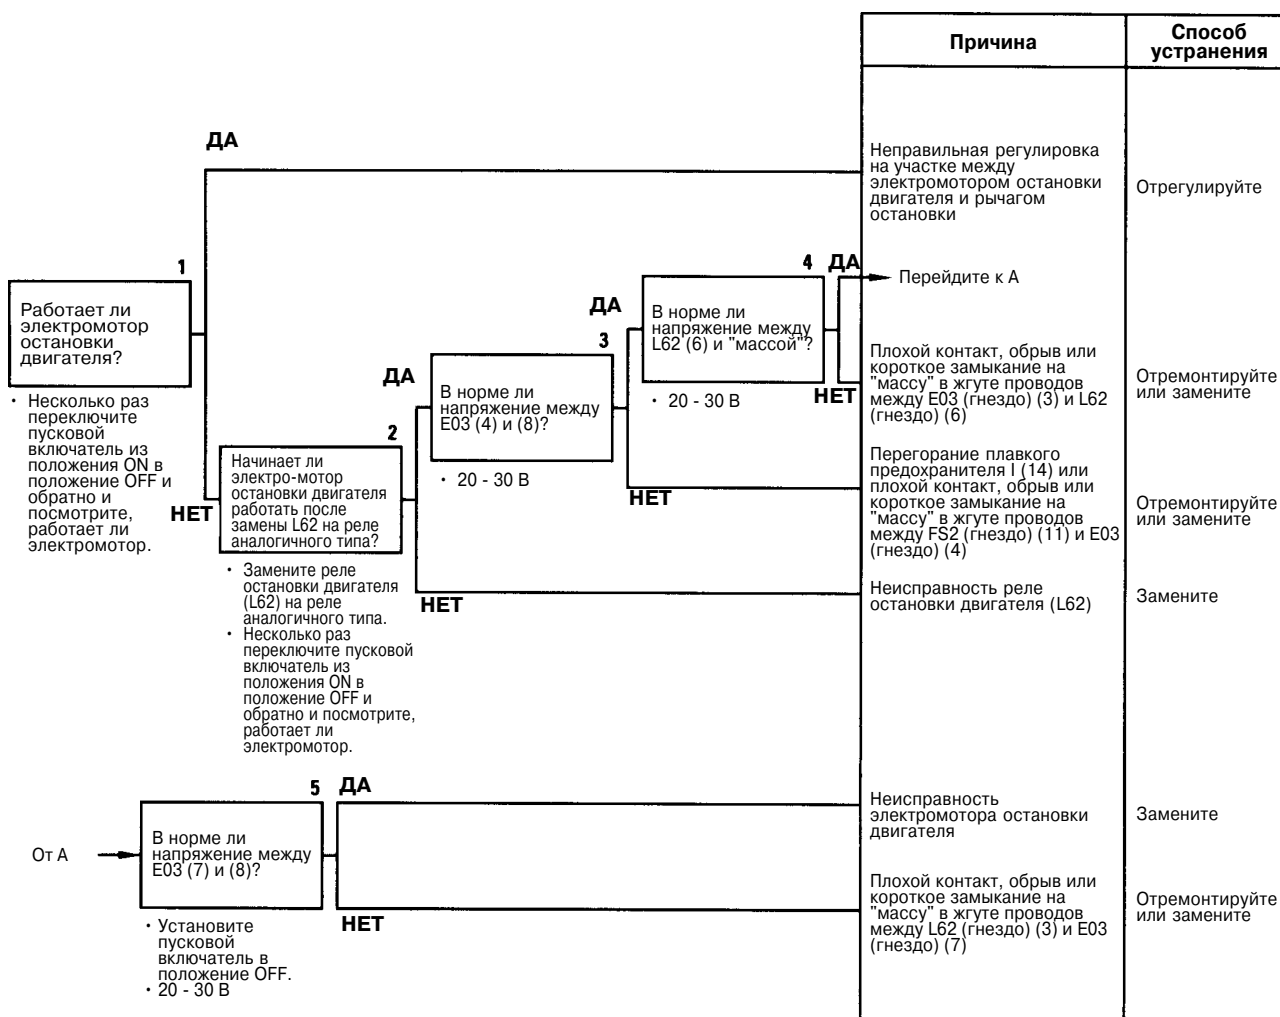 Причина
Способ
устранения
ДА
Неправильная регулировка
на участке между
электромотором остановки
двигателя и рычагом
остановки
Отрегулируйте
1
Работает ли
электромотор
остановки
двигателя?
• Несколько раз
переключите
пусковой
включатель из
положения ON в
положение OFF и
обратно и
посмотрите,
работает ли
электромотор.
НЕТ
2
Начинает ли
электро-мотор
остановки двигателя
работать после
замены L62 на реле
аналогичного типа?
• Замените реле
остановки двигателя
(L62) на реле
аналогичного типа.
• Несколько раз
переключите пусковой
включатель из
положения ON в
положение OFF и
обратно и посмотрите,
работает ли
электромотор.
ДА
3
В норме ли
напряжение между
E03 (4) и (8)?
• 20 - 30 В
ДА
4
В норме ли
напряжение между
L62 (6) и "массой"?
• 20 - 30 В
ДА
Перейдите к А
НЕТ
Плохой контакт, обрыв или
короткое замыкание на
"массу" в жгуте проводов
между E03 (гнездо) (3) и L62
(гнездо) (6)
Отремонтируйте
или замените
НЕТ
Перегорание плавкого
предохранителя I (14) или
плохой контакт, обрыв или
короткое замыкание на
"массу" в жгуте проводов
между FS2 (гнездо) (11) и E03
(гнездо) (4)
Отремонтируйте
или замените
НЕТ
Неисправность реле
остановки двигателя (L62)
Замените
От А
5
В норме ли
напряжение между
E03 (7) и (8)?
• Установите
пусковой
включатель в
положение OFF.
• 20 - 30 В
ДА
Неисправность
электромотора остановки
двигателя
Замените
НЕТ
Плохой контакт, обрыв или
короткое замыкание на
"массу" в жгуте проводов
между L62 (гнездо) (3) и E03
(гнездо) (7)
Отремонтируйте
или замените